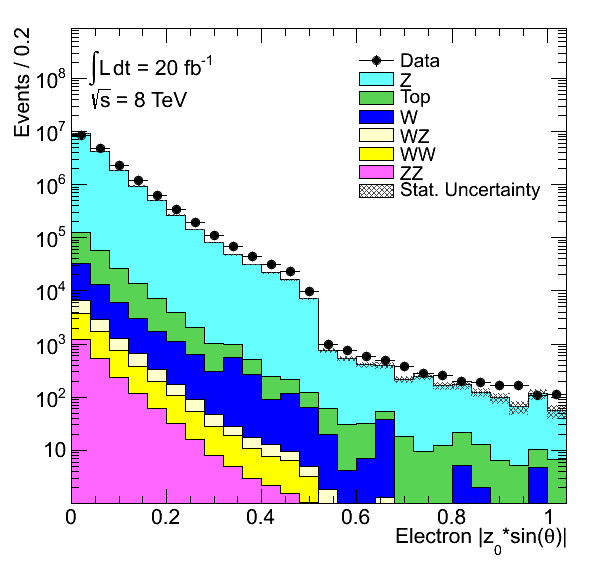 Events / 0.2
∫L dt = 20 fb⁻¹
√s = 8 TeV
Data
Z
Top
W
WZ
WW
ZZ
Stat. Uncertainty
10⁸
10⁷
10⁶
10⁵
10⁴
10³
10²
10
0 0.2 0.4 0.6 0.8 1
Electron |z₀*sin(θ)|